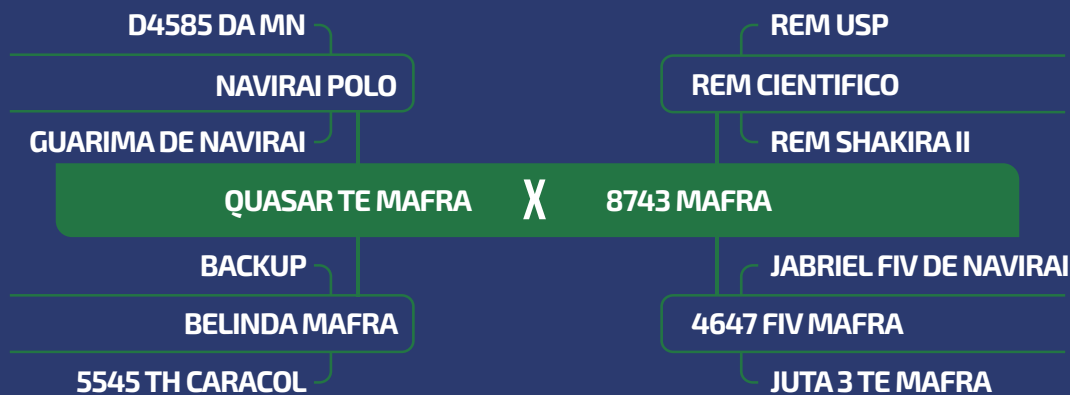 D4585 DA MN
REM USP
NAVIRAI POLO
REM CIENTIFICO
GUARIMA DE NAVIRAI
REM SHAKIRA II
QUASAR TE MAFRA X 8743 MAFRA
BACKUP
JABRIEL FIV DE NAVIRAI
BELINDA MAFRA
4647 FIV MAFRA
5545 TH CARACOL
JUTA 3 TE MAFRA